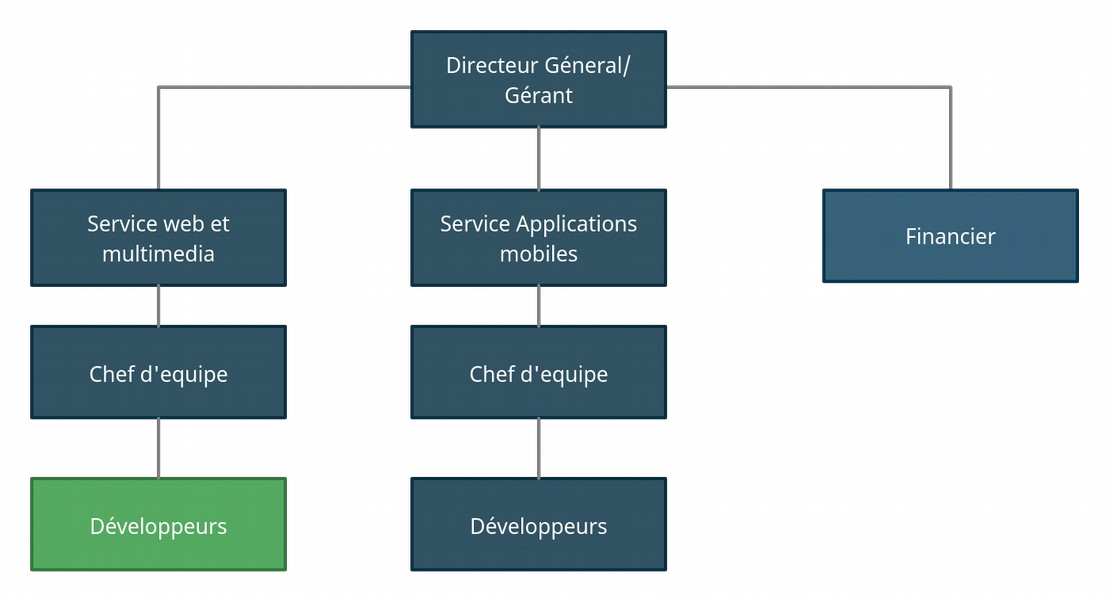 Directeur Géneral/
Gérant
Service web et
multimedia
Service Applications
mobiles
Financier
Chef d'equipe
Chef d'equipe
Développeurs
Développeurs